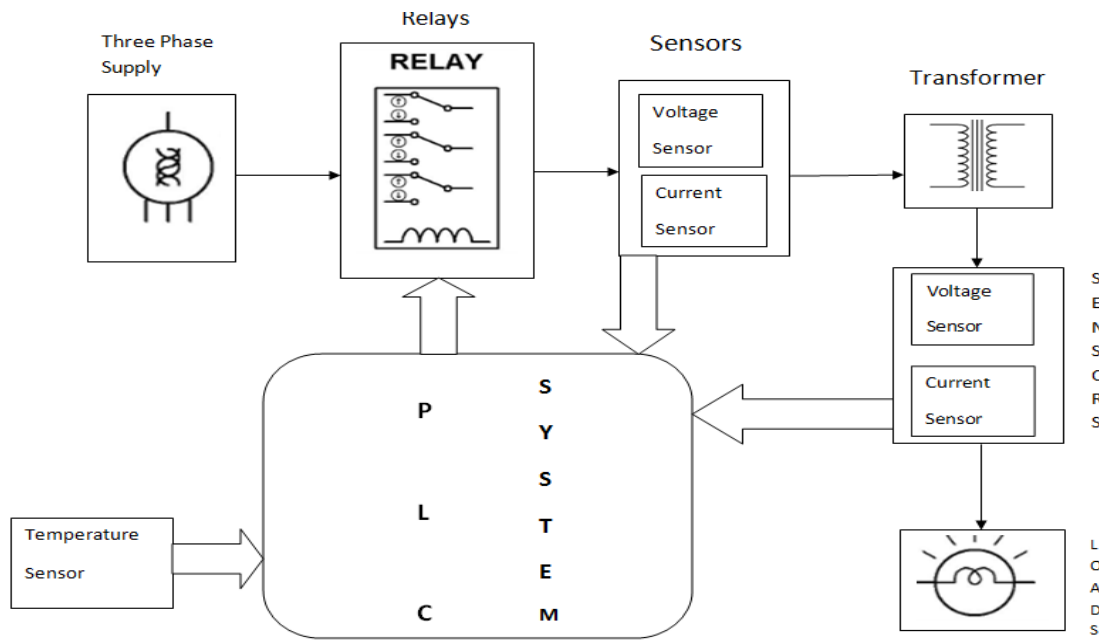 Relays
Three Phase
Supply
RELAY
Sensors
Voltage
Sensor
Current
Sensor
Transformer
Voltage
Sensor
Current
Sensor
S
E
N
S
O
R
S
P
L
C
S
Y
S
T
E
M
Temperature
Sensor
L
O
A
D
S